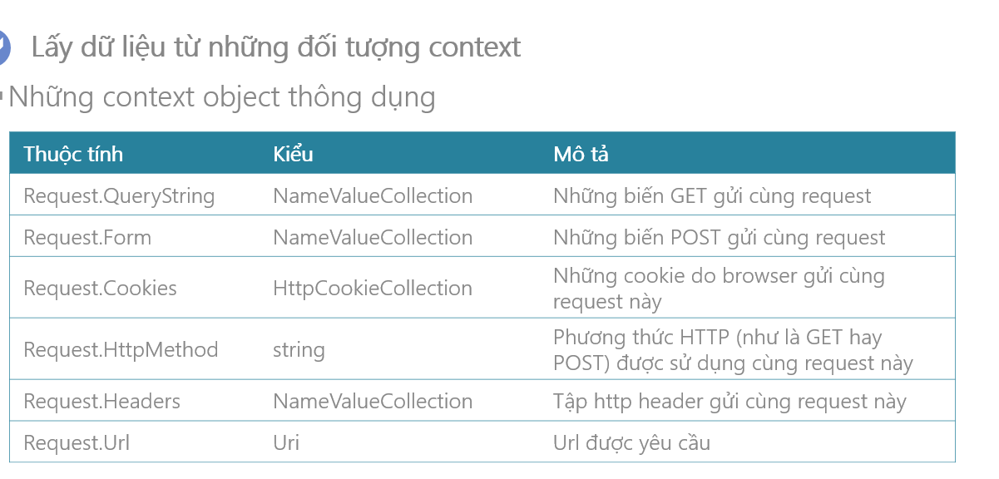 Lấy dữ liệu từ những đối tượng context
Những context object thông dụng
Thuộc tính Kiểu Mô tả
Request.QueryString NameValueCollection Những biến GET gửi cùng request
Request.Form NameValueCollection Những biến POST gửi cùng request
Request.Cookies HttpCookieCollection Những cookie do browser gửi cùng
request này
Request.HttpMethod string Phương thức HTTP (như là GET hay
POST) được sử dụng cùng request này
Request.Headers NameValueCollection Tập http header gửi cùng request này
Request.Url Uri Url được yêu cầu